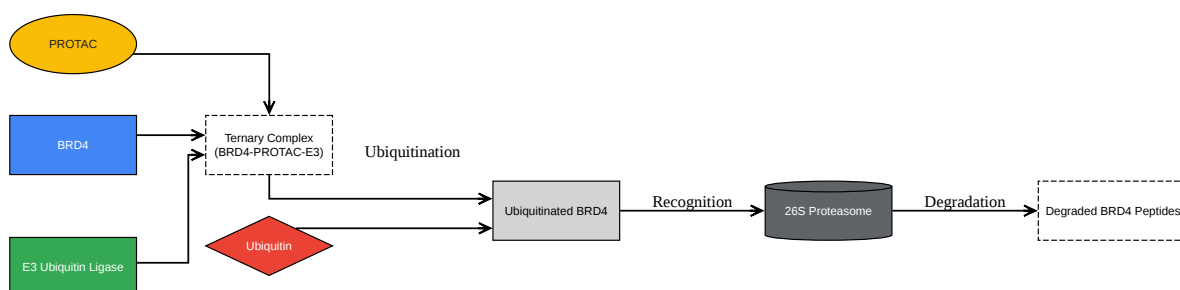 PROTAC
BRD4
Ternary Complex
(BRD4-PROTAC-E3)
Ubiquitination
E3 Ubiquitin Ligase
Ubiquitin
Ubiquitinated BRD4
Recognition
26S Proteasome
Degradation
Degraded BRD4 Peptides